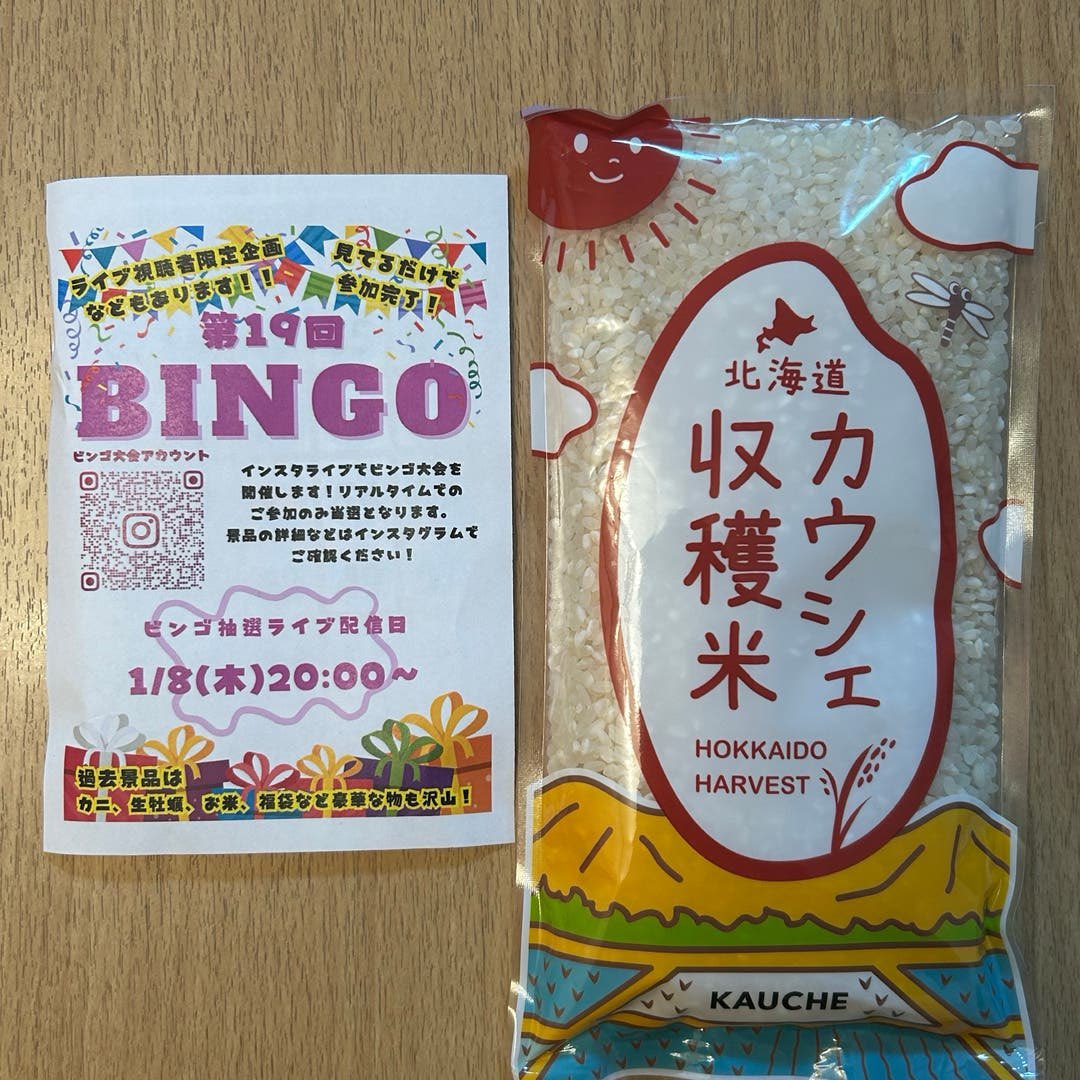 ライブ視聴者限定企画
などもあります！！
見てるだけで
参加完了！
第19回
BINGO
ビンゴ大会アカウント
インスタライブでビンゴ大会を
開催します！リアルタイムでの
ご参加のみ当選となります。
景品の詳細などはインスタグラムで
ご確認ください！
ビンゴ抽選ライブ配信日
1/8(木)20:00～
過去景品は
カニ、生牡蠣、お米、福袋など豪華な物も沢山！
北海道
カウシェ
収穫米
HOKKAIDO
HARVEST
KAUCHE